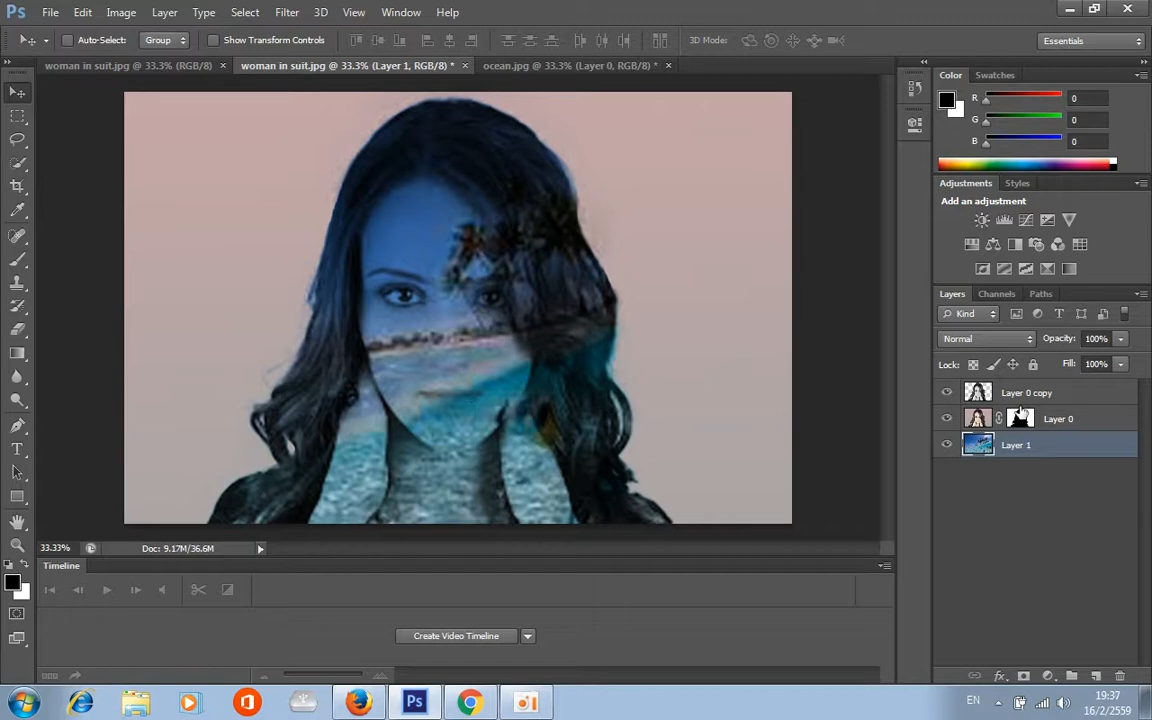 Ps File Edit Image Layer Type Select Filter 3D View Window Help
Auto-Select: Group Show Transform Controls 3D Mode: Essentials
woman in suit.jpg @ 33.3% (RGB/8) × woman in suit.jpg @ 33.3% (Layer 1, RGB/8) * × ocean.jpg @ 33.3% (Layer 0, RGB/8) * ×
Color Swatches
R 0
G 0
B 0
Adjustments Styles
Add an adjustment
Layers Channels Paths
Kind
Normal Opacity: 100%
Lock: Fill: 100%
Layer 0 copy
Layer 0
Layer 1
33.33% Doc: 9.17M/36.6M
Timeline
Create Video Timeline
fx
Ps EN 19:37
16/2/2559